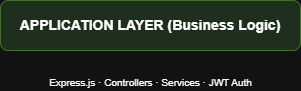 APPLICATION LAYER (Business Logic)
Express.js · Controllers · Services · JWT Auth